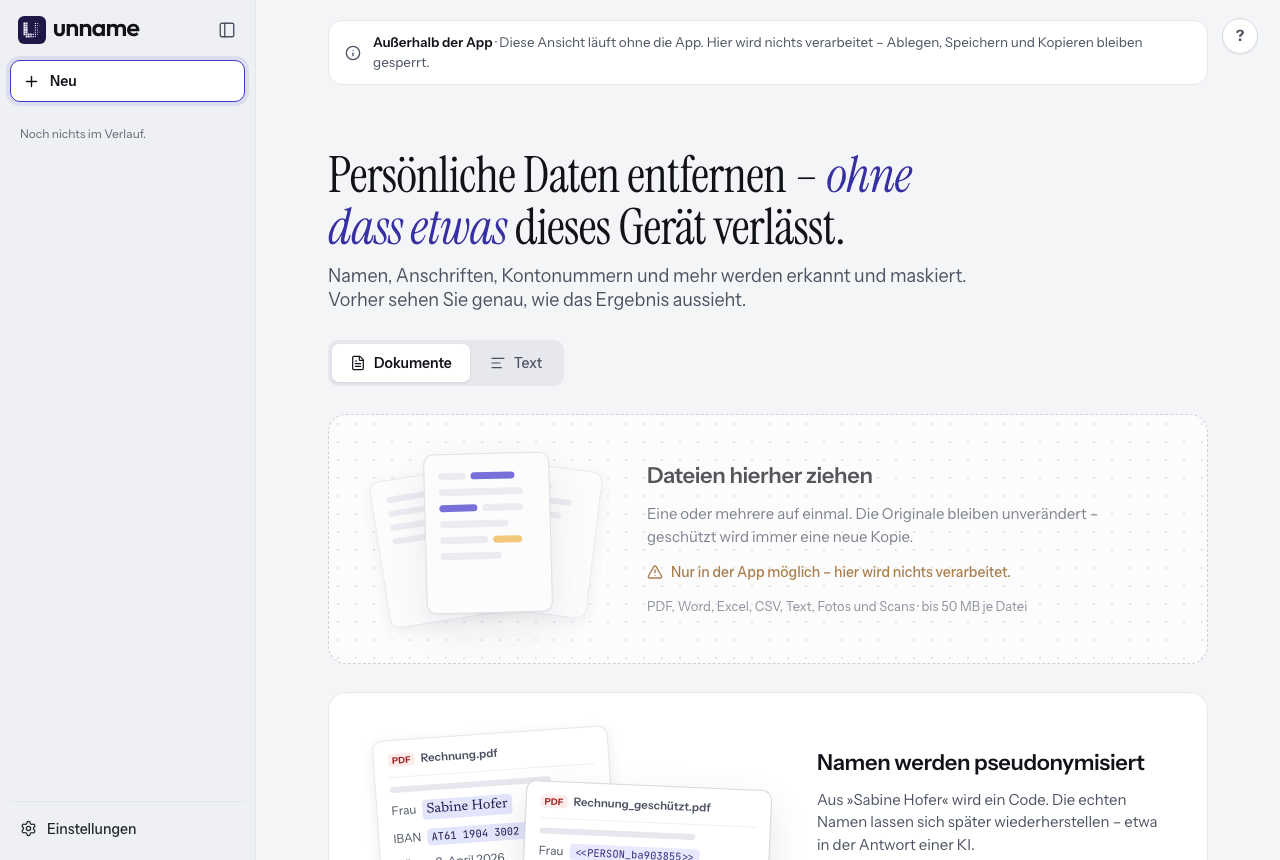 unname
Neu
Noch nichts im Verlauf.
Einstellungen
Außerhalb der App · Diese Ansicht läuft ohne die App. Hier wird nichts verarbeitet – Ablegen, Speichern und Kopieren bleiben
gesperrt.
?
Persönliche Daten entfernen – ohne
dass etwas dieses Gerät verlässt.
Namen, Anschriften, Kontonummern und mehr werden erkannt und maskiert.
Vorher sehen Sie genau, wie das Ergebnis aussieht.
Dokumente
Text
Dateien hierher ziehen
Eine oder mehrere auf einmal. Die Originale bleiben unverändert –
geschützt wird immer eine neue Kopie.
Nur in der App möglich – hier wird nichts verarbeitet.
PDF, Word, Excel, CSV, Text, Fotos und Scans · bis 50 MB je Datei
PDF Rechnung.pdf
Frau Sabine Hofer
IBAN AT61 1904 3002
April 2026
PDF Rechnung_geschützt.pdf
Frau <<PERSON_ba903855>>
Namen werden pseudonymisiert
Aus »Sabine Hofer« wird ein Code. Die echten
Namen lassen sich später wiederherstellen – etwa
in der Antwort einer KI.